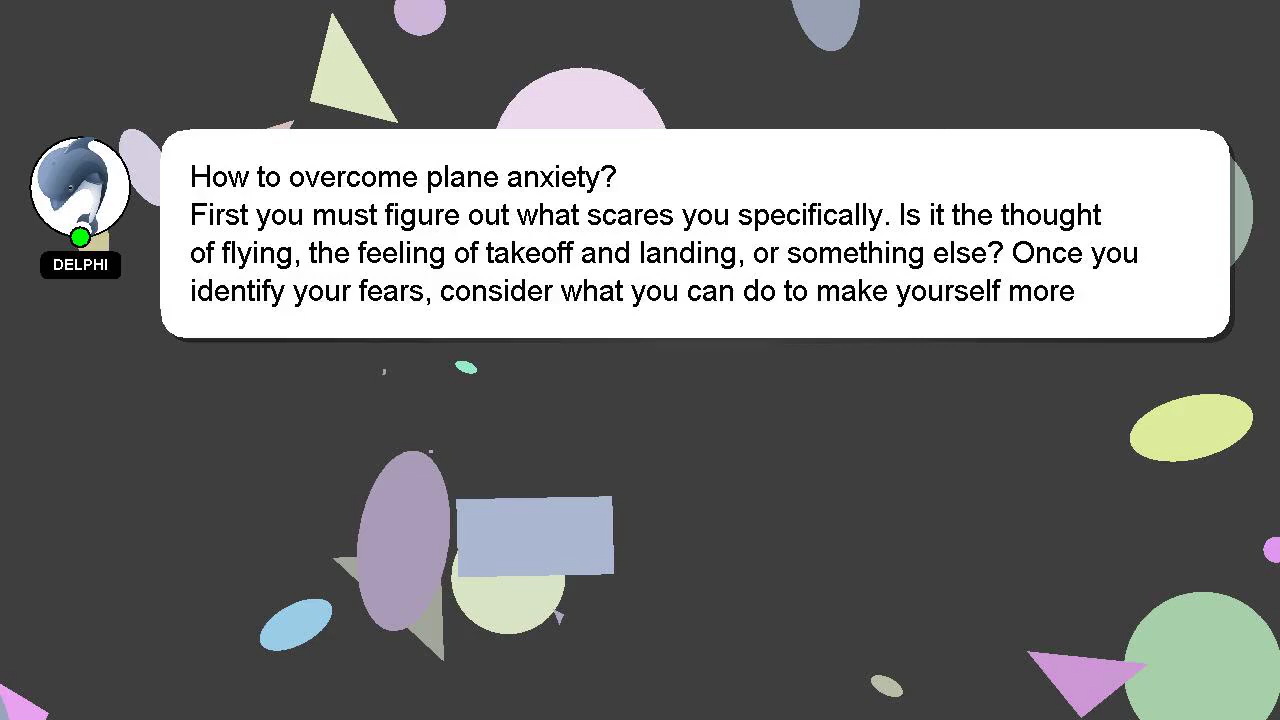 How to overcome plane anxiety?
First you must figure out what scares you specifically. Is it the thought
of flying, the feeling of takeoff and landing, or something else? Once you
identify your fears, consider what you can do to make yourself more
DELPHI